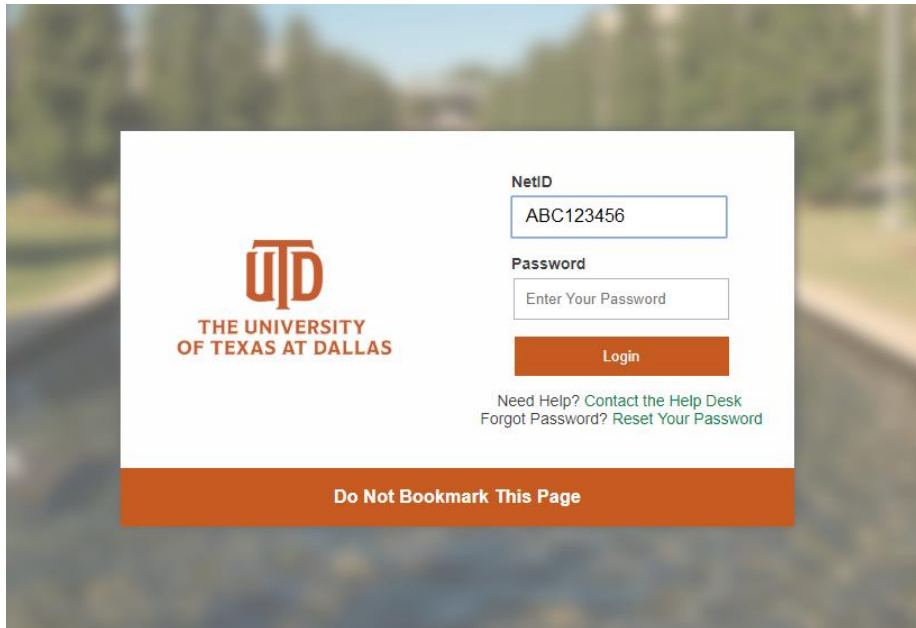 NetID
ABC123456
Password
Enter Your Password
Login
Need Help? Contact the Help Desk
Forgot Password? Reset Your Password
UTD
THE UNIVERSITY
OF TEXAS AT DALLAS
Do Not Bookmark This Page